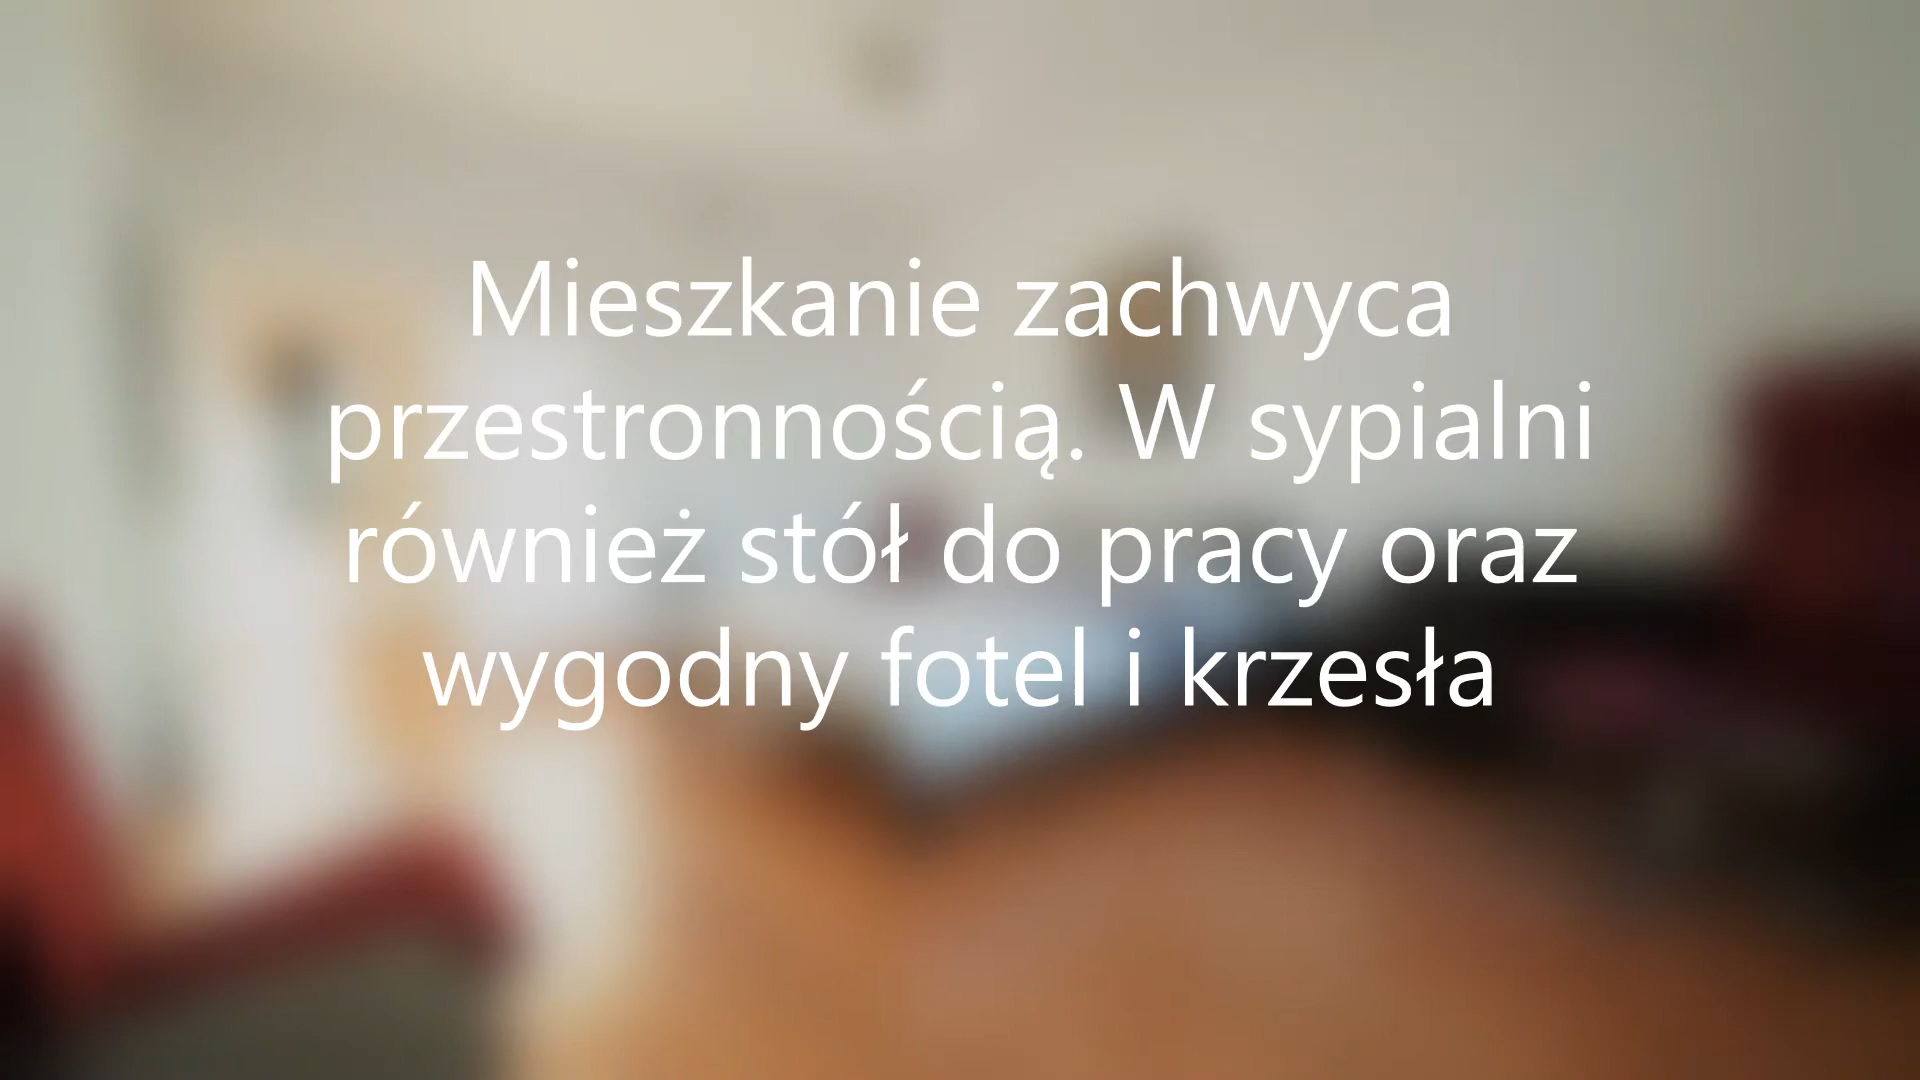 Mieszkanie zachwyca
przestronnością. W sypialni
również stół do pracy oraz
wygodny fotel i krzesła